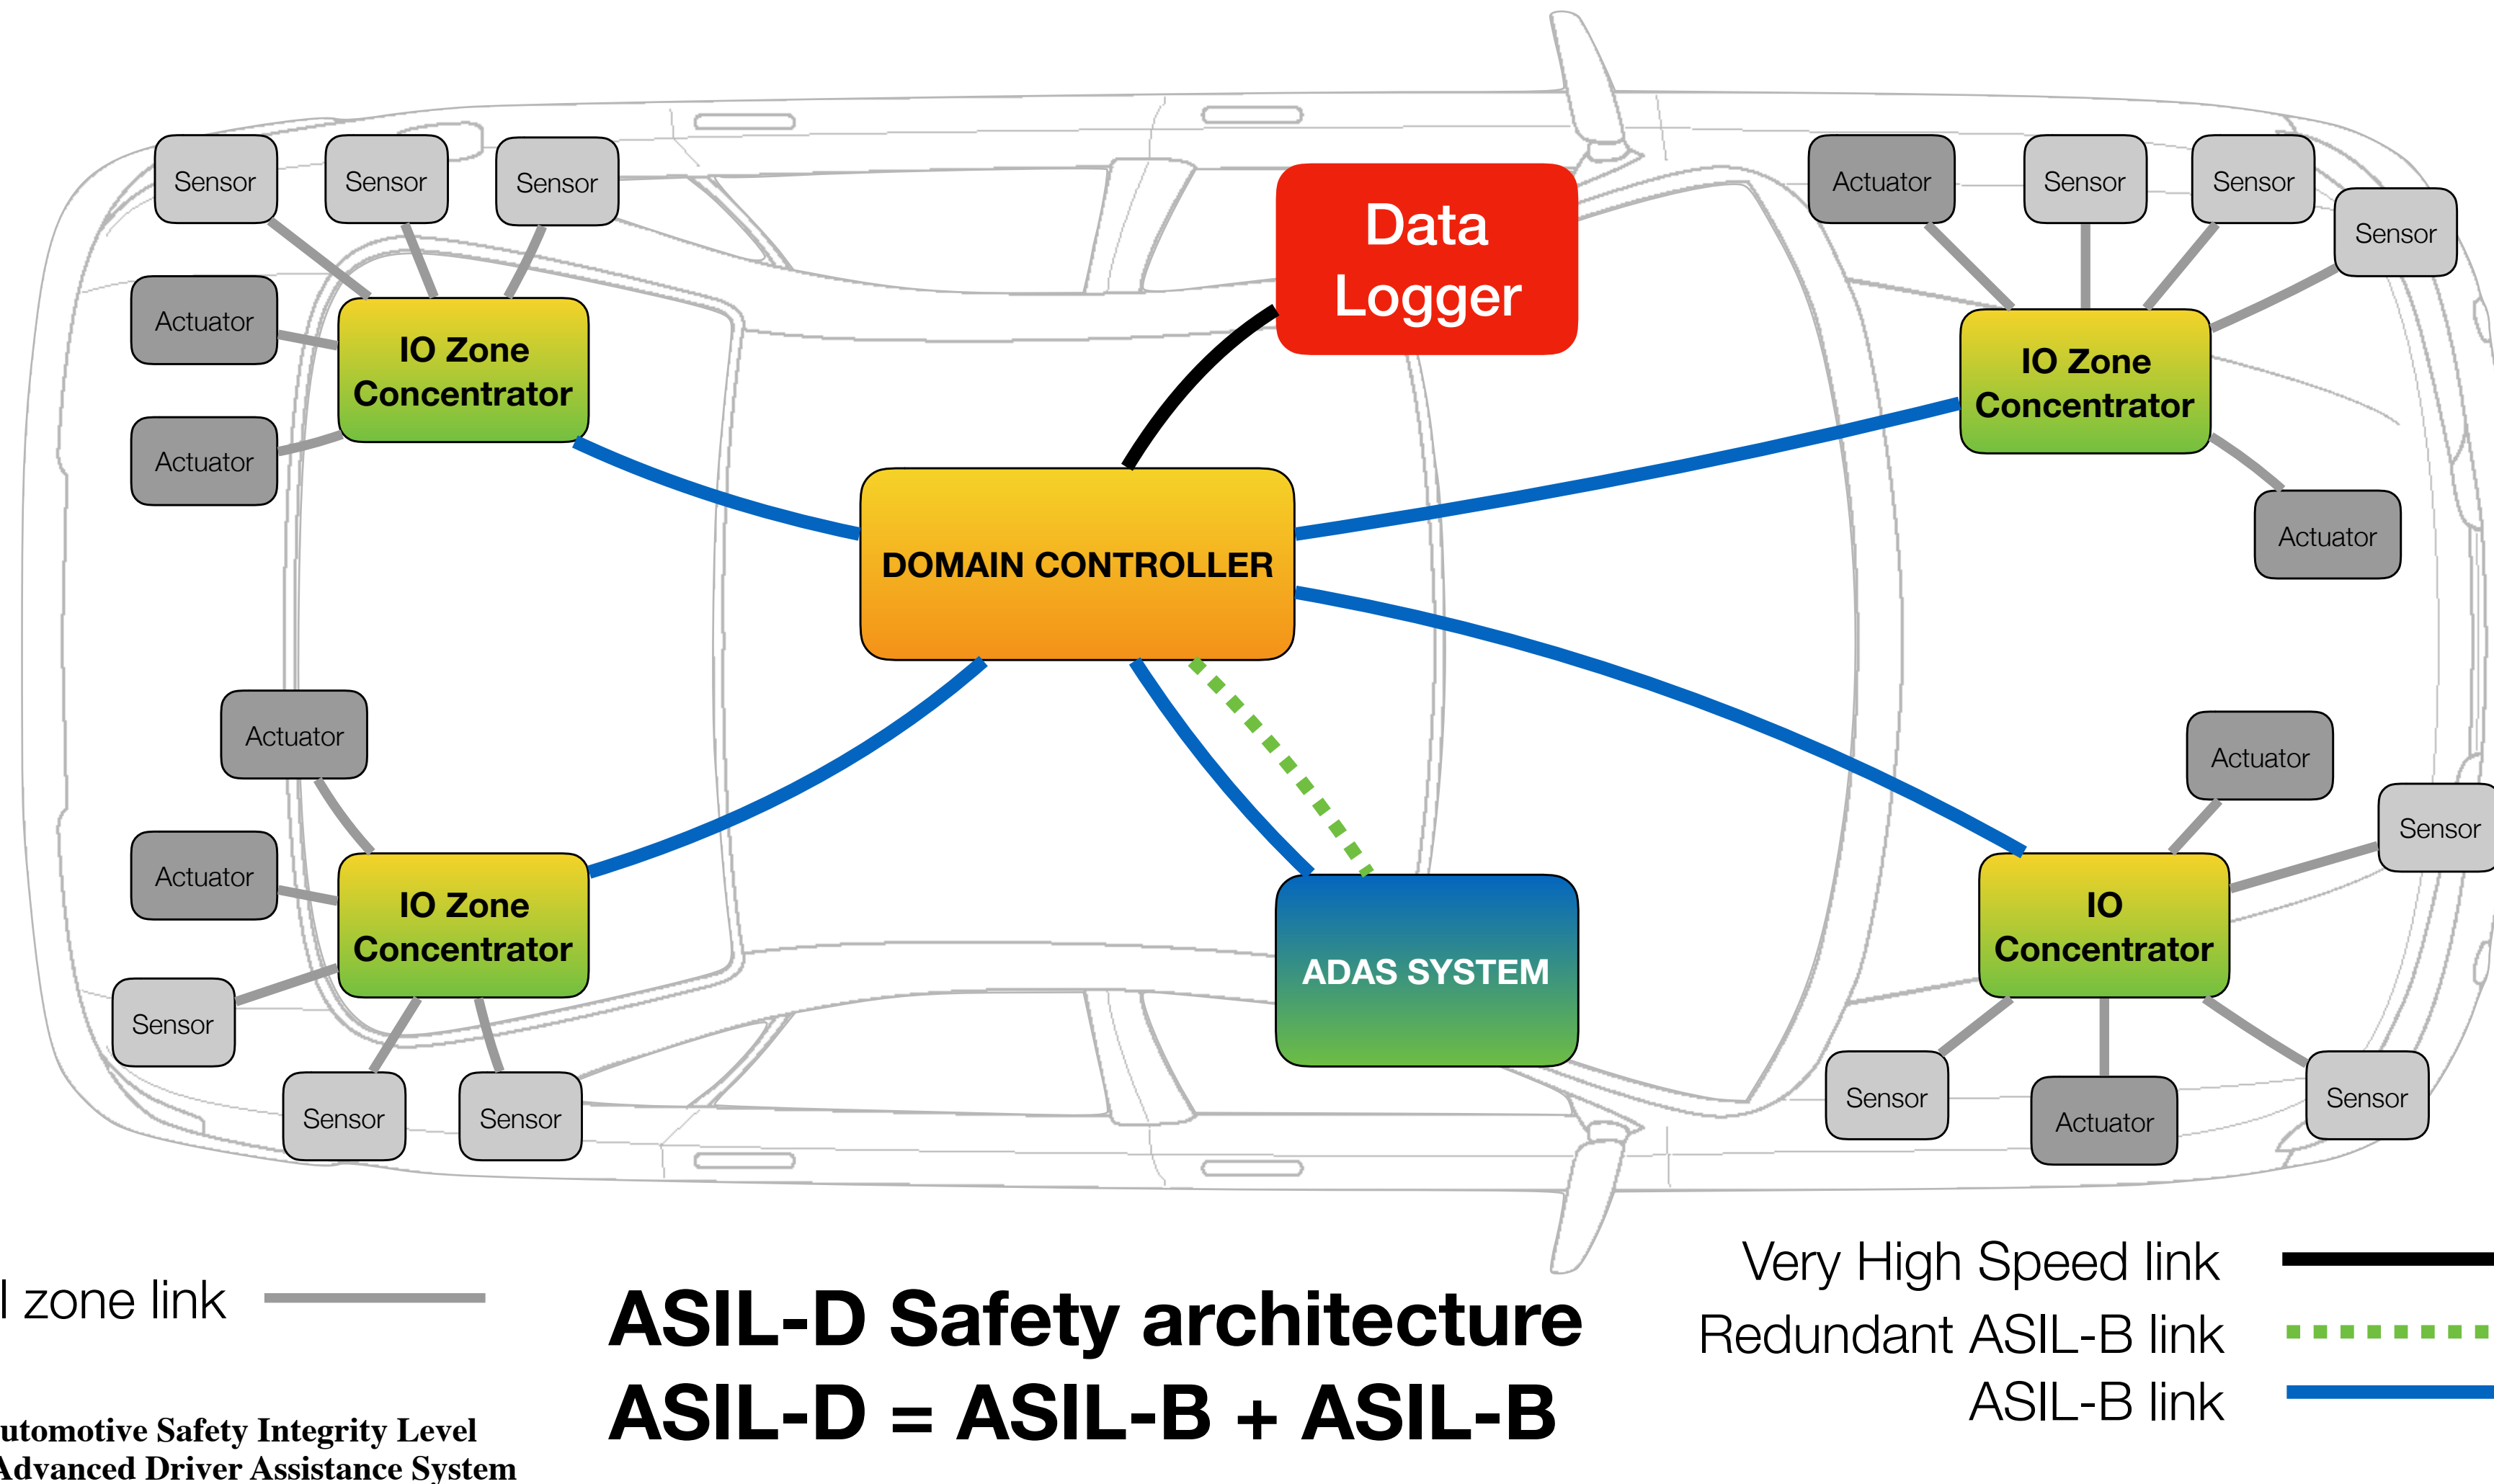 Sensor
Sensor
Sensor
Actuator
Sensor
Sensor
Sensor
Data
Logger
Actuator
Actuator
IO Zone
Concentrator
IO Zone
Concentrator
Actuator
DOMAIN CONTROLLER
Actuator
Actuator
Sensor
Actuator
IO Zone
Concentrator
IO
Concentrator
ADAS SYSTEM
Sensor
Sensor
Sensor
Sensor
Actuator
Sensor
Very High Speed link
l zone link
Redundant ASIL-B link
ASIL-B link
ASIL-D Safety architecture
ASIL-D = ASIL-B + ASIL-B
utomotive Safety Integrity Level
Advanced Driver Assistance System